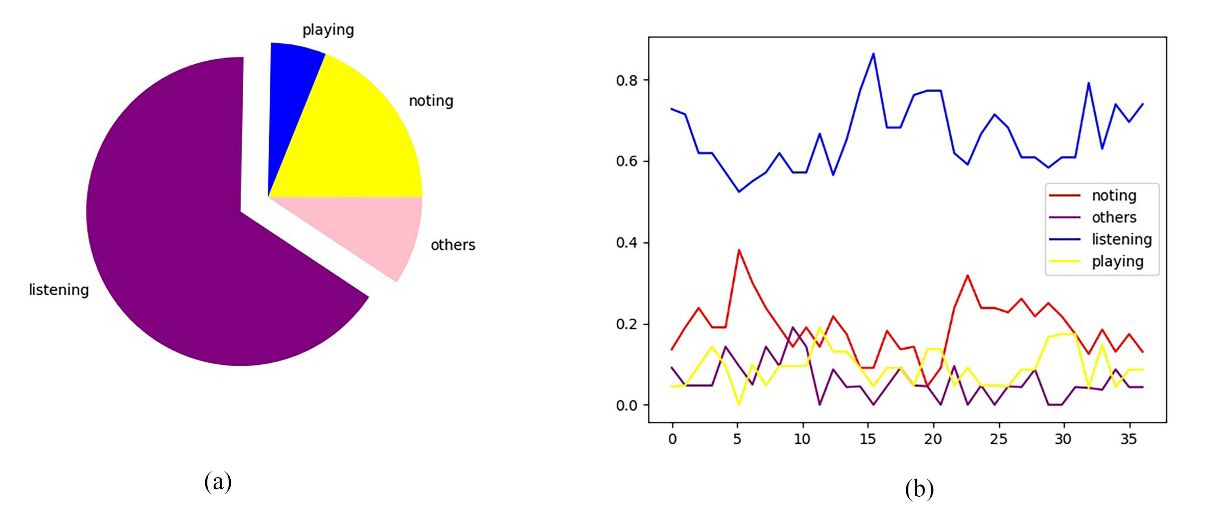 playing
noting
others
listening
(a)
0.8
0.6
0.4
0.2
0.0
0 5 10 15 20 25 30 35
noting
others
listening
playing
(b)